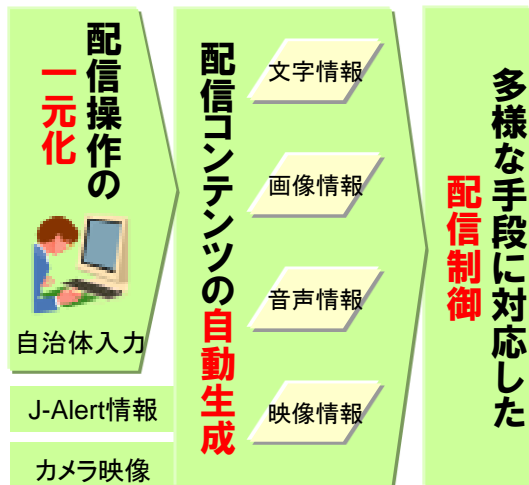 配信操作の
一元化
自治体入力
J-Alert情報
カメラ映像
配信コンテンツの自動生成
文字情報
画像情報
音声情報
映像情報
多様な手段に対応した
配信制御